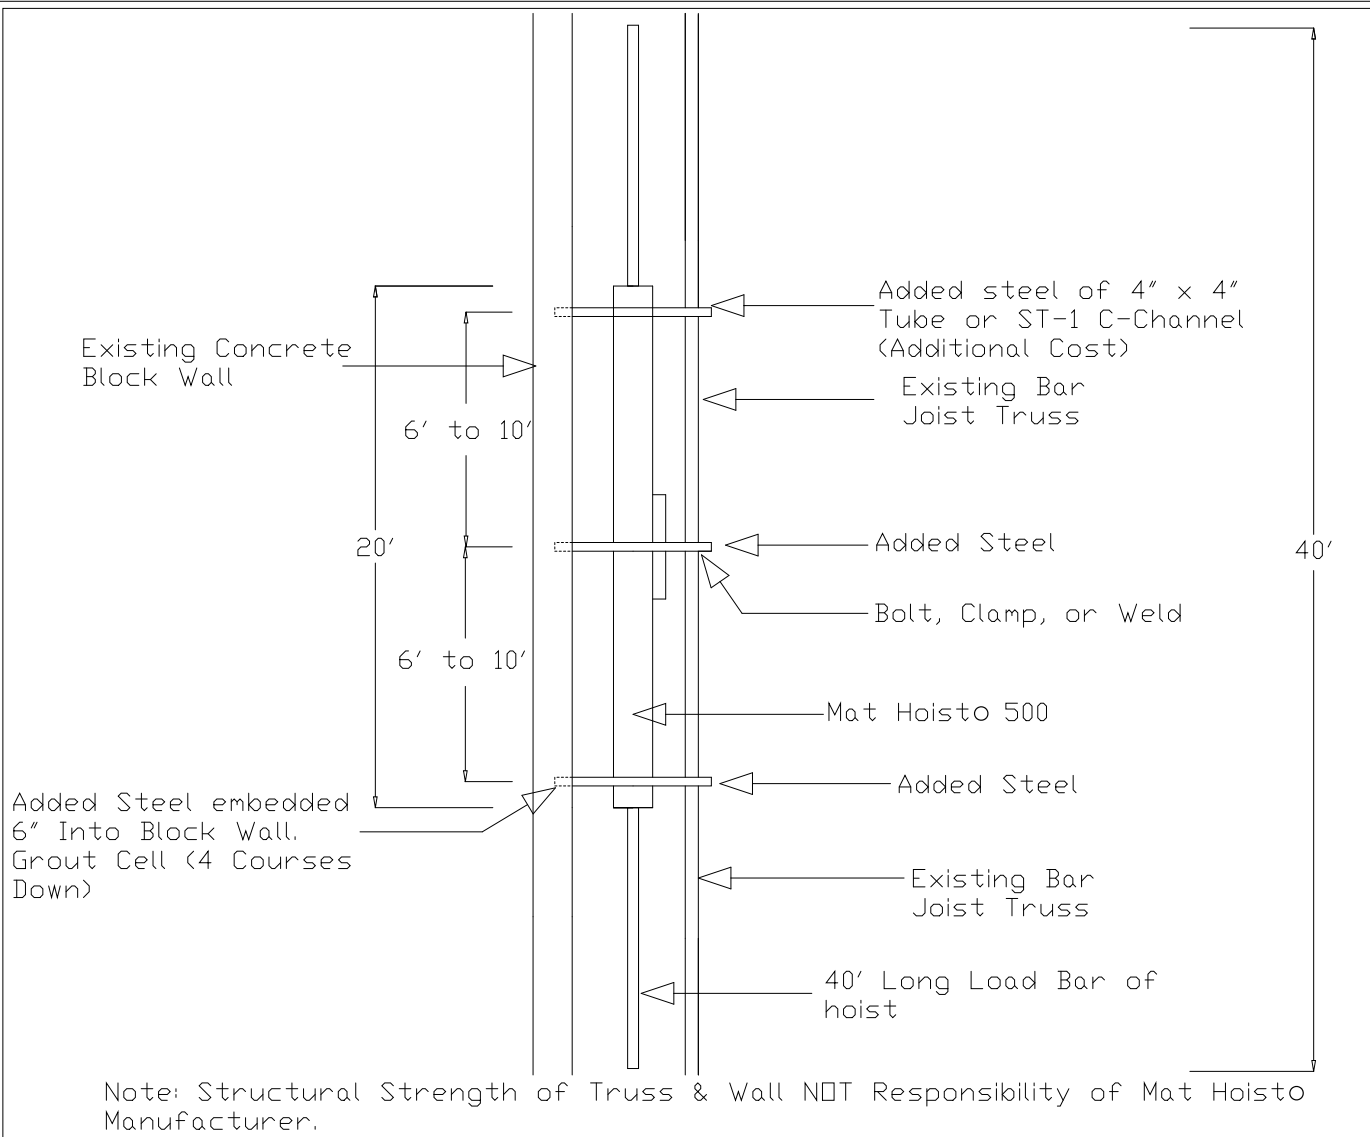 Added steel of 4" x 4"
Tube or ST-1 C-Channel
(Additional Cost)
Existing Concrete
Block Wall
Existing Bar
Joist Truss
6' to 10'
20'
Added Steel
40'
Bolt, Clamp, or Weld
6' to 10'
Mat Hoisto 500
Added Steel
Added Steel embedded
6" Into Block Wall.
Grout Cell (4 Courses
Down)
Existing Bar
Joist Truss
40' Long Load Bar of
hoist
Note: Structural Strength of Truss & Wall NOT Responsibility of Mat Hoisto
Manufacturer.